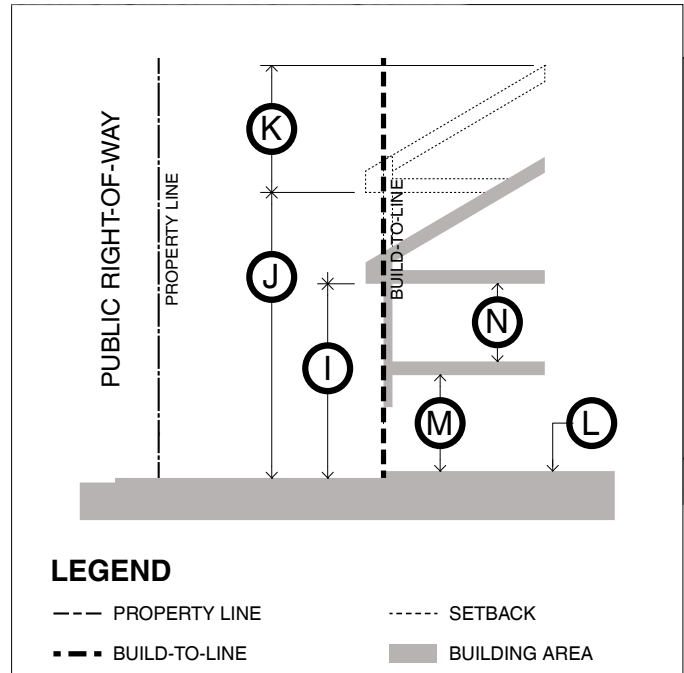 PUBLIC RIGHT-OF-WAY
PROPERTY LINE
K
J
I
BUILD-TO-LINE
N
M
L
LEGEND
PROPERTY LINE
SETBACK
BUILD-TO-LINE
BUILDING AREA